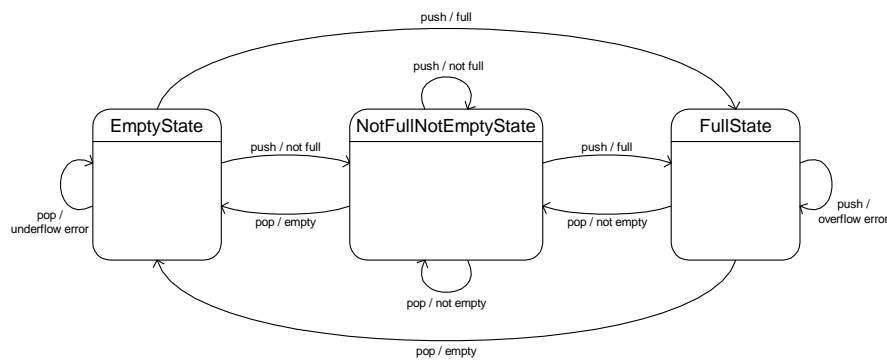 push / full
push / not full
EmptyState
NotFullNotEmptyState
FullState
push / not full
push / full
pop /
underflow error
pop / empty
pop / not empty
push /
overflow error
pop / not empty
pop / empty